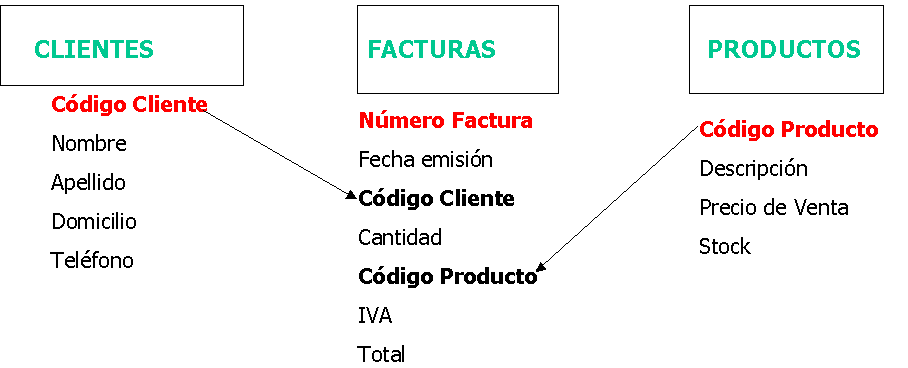 CLIENTES
Código Cliente
Nombre
Apellido
Domicilio
Teléfono
FACTURAS
Número Factura
Fecha emisión
Código Cliente
Cantidad
Código Producto
IVA
Total
PRODUCTOS
Código Producto
Descripción
Precio de Venta
Stock